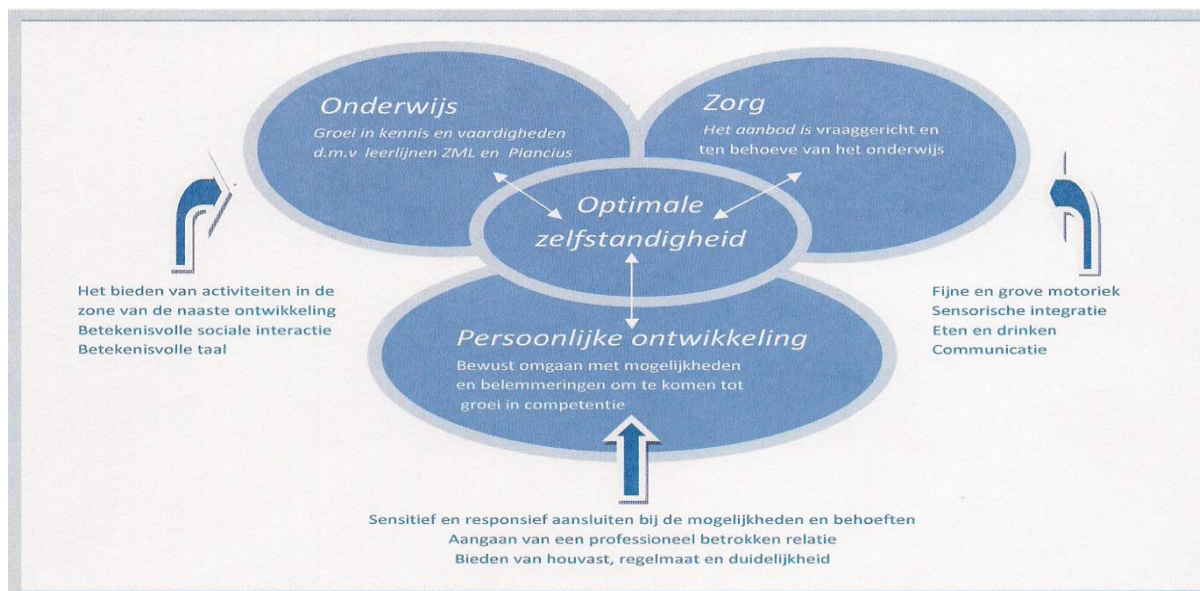 Onderwijs
Groei in kennis en vaardigheden
d.m.v leerlijnen ZML en Plancius
Zorg
Het aanbod is vraaggericht en
ten behoeve van het onderwijs
Optimale
zelfstandigheid
Het bieden van activiteiten in de
zone van de naaste ontwikkeling
Betekenisvolle sociale interactie
Betekenisvolle taal
Fijne en grove motoriek
Sensorische integratie
Eten en drinken
Communicatie
Persoonlijke ontwikkeling
Bewust omgaan met mogelijkheden
en belemmeringen om te komen tot
groei in competentie
Sensitief en responsief aansluiten bij de mogelijkheden en behoeften
Aangaan van een professioneel betrokken relatie
Bieden van houvast, regelmaat en duidelijkheid